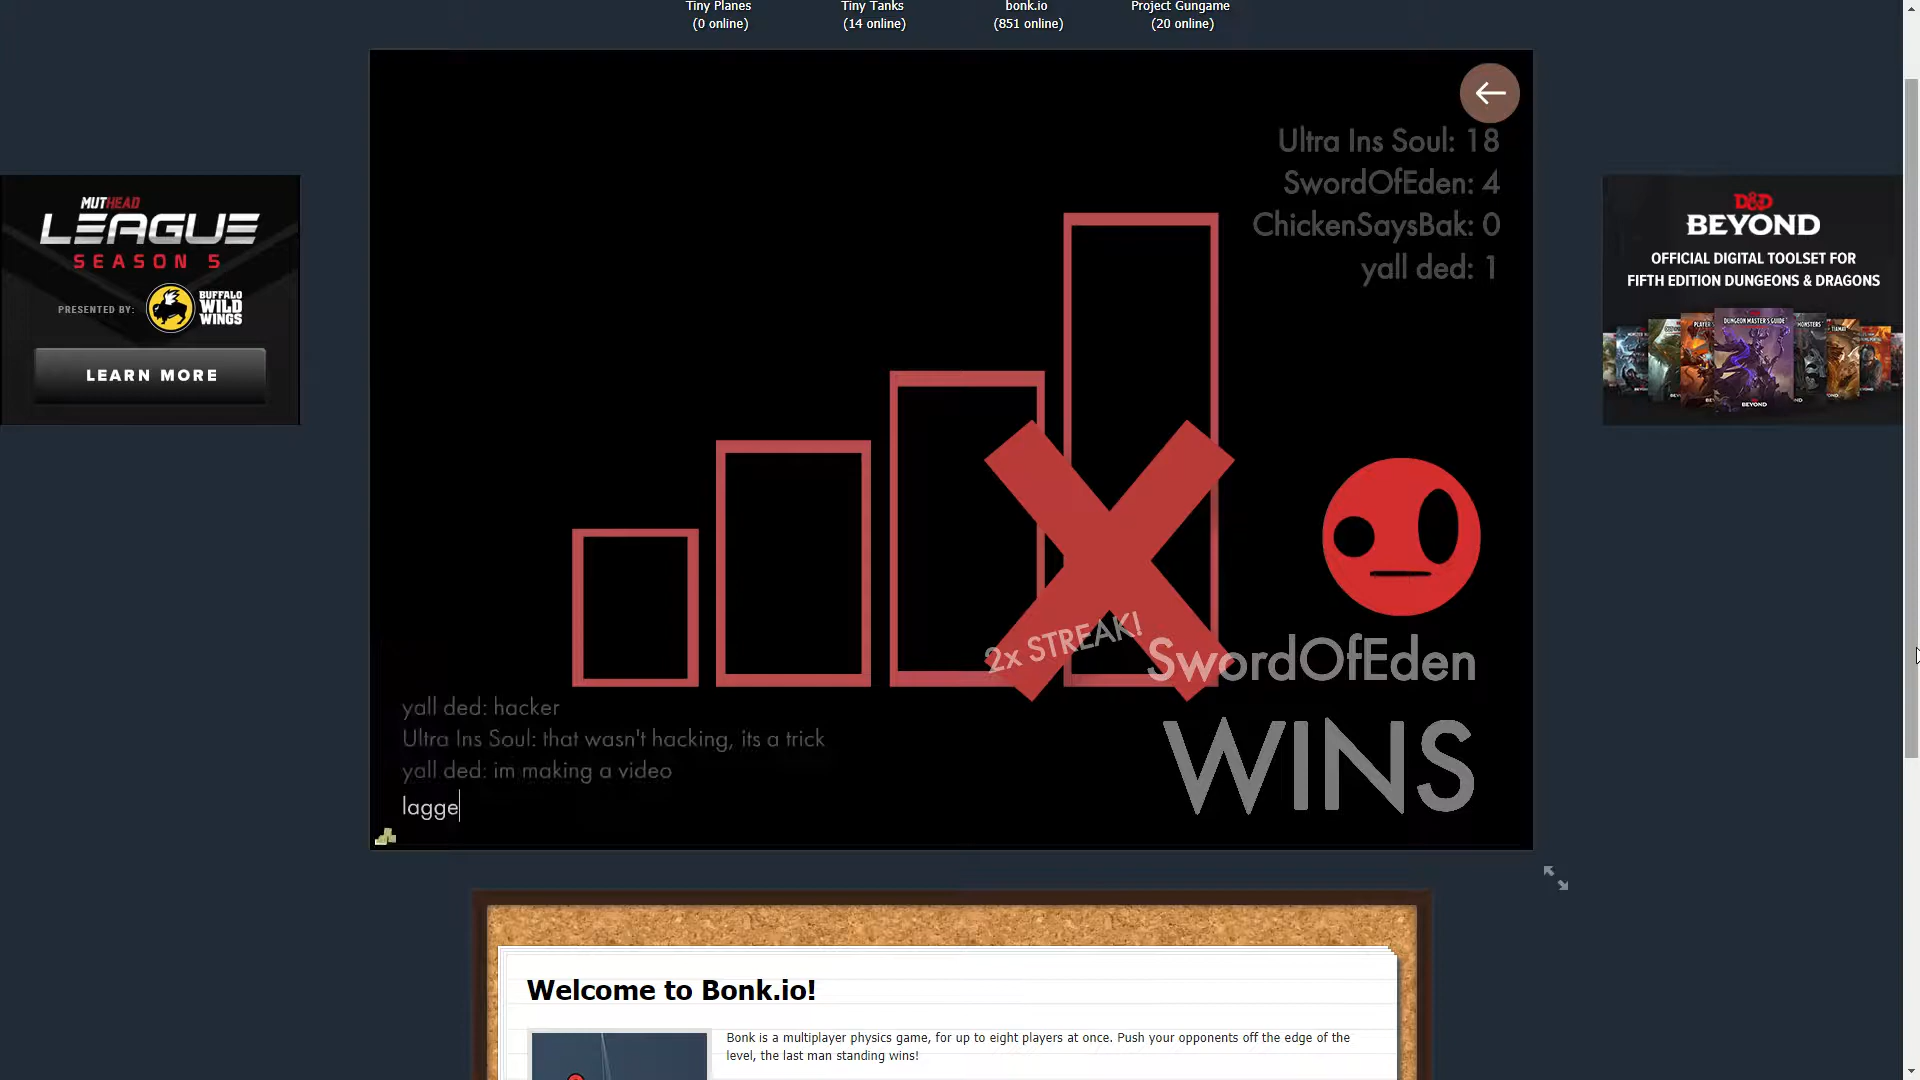 Tiny Planes
(0 online)
Tiny Tanks
(14 online)
bonk.io
(851 online)
Project Gungame
(20 online)
MUTHEAD
LEAGUE
SEASON 5
PRESENTED BY:
BUFFALO
WILD
WINGS
LEARN MORE
Ultra Ins Soul: 18
SwordOfEden: 4
ChickenSaysBak: 0
yall ded: 1
D&D
BEYOND
OFFICIAL DIGITAL TOOLSET FOR
FIFTH EDITION DUNGEONS & DRAGONS
DUNGEON MASTER'S GUIDE
BEYOND
2x STREAK!
SwordOfEden
WINS
yall ded: hacker
Ultra Ins Soul: that wasn't hacking, its a trick
yall ded: im making a video
lagge
Welcome to Bonk.io!
Bonk is a multiplayer physics game, for up to eight players at once. Push your opponents off the edge of the
level, the last man standing wins!